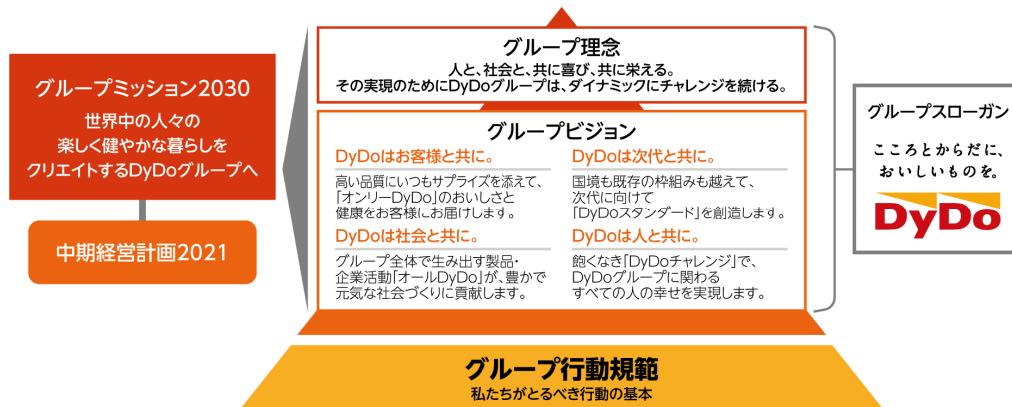 グループミッション2030
世界中の人々の
楽しく健やかな暮らしを
クリエイトするDyDoグループへ
中期経営計画2021
グループ理念
人と、社会と、共に喜び、共に栄える。
その実現のためにDyDoグループは、ダイナミックにチャレンジを続ける。
グループビジョン
DyDoはお客様と共に。
高い品質にいつもサプライズを添えて、
「オンリーDyDo」のおいしさと
健康をお客様にお届けします。
DyDoは次代と共に。
国境も既存の枠組みも越えて、
次代に向けて
「DyDoスタンダード」を創造します。
DyDoは社会と共に。
グループ全体で生み出す製品・
企業活動「オールDyDo」が、豊かで
元気な社会づくりに貢献します。
DyDoは人と共に。
飽くなき「DyDoチャレンジ」で、
DyDoグループに関わる
すべての人の幸せを実現します。
グループ行動規範
私たちがとるべき行動の基本
グループスローガン
こころとからだに、
おいしいものを。
DyDo